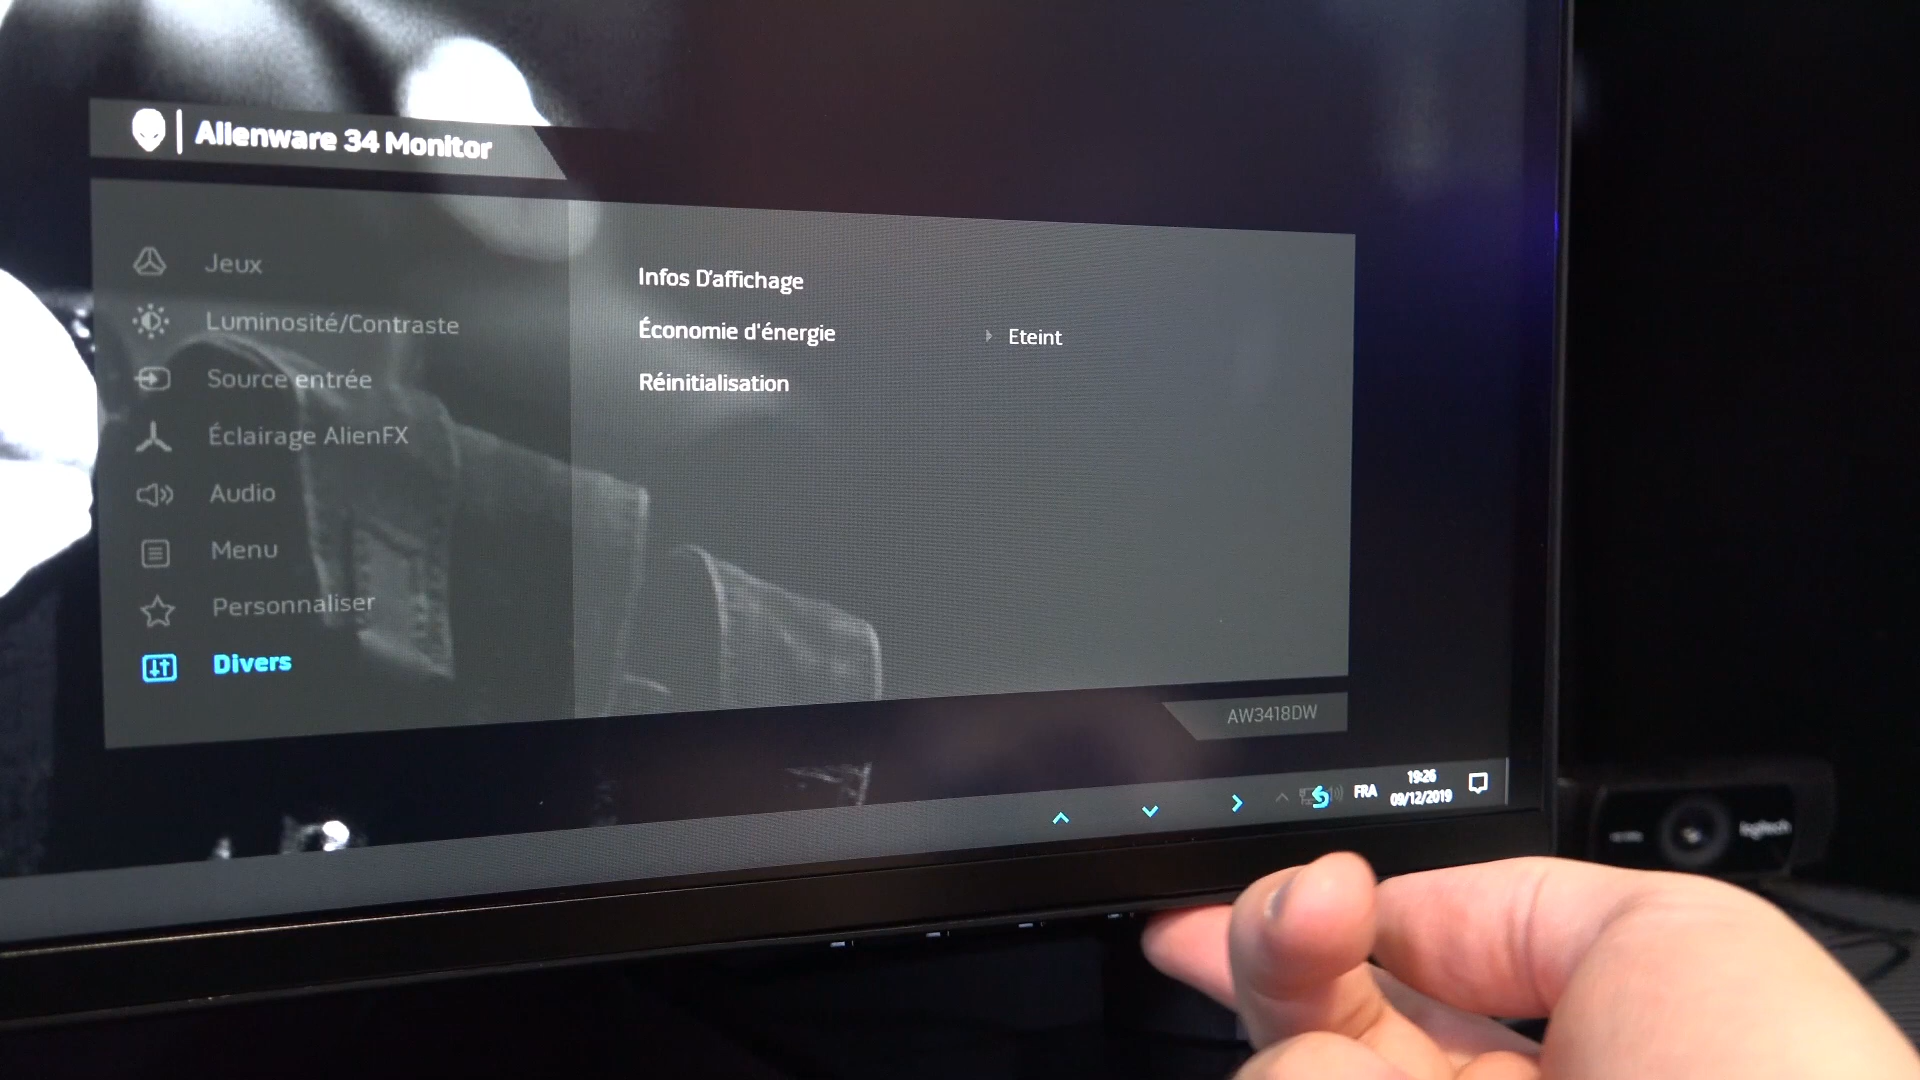 Alienware 34 Monitor
Jeux
Luminosité/Contraste
Source entrée
Éclairage AlienFX
Audio
Menu
Personnaliser
Divers
Infos D'affichage
Économie d'énergie
Eteint
Réinitialisation
AW3418DW
FRA
19:26
09/12/2019
logitech